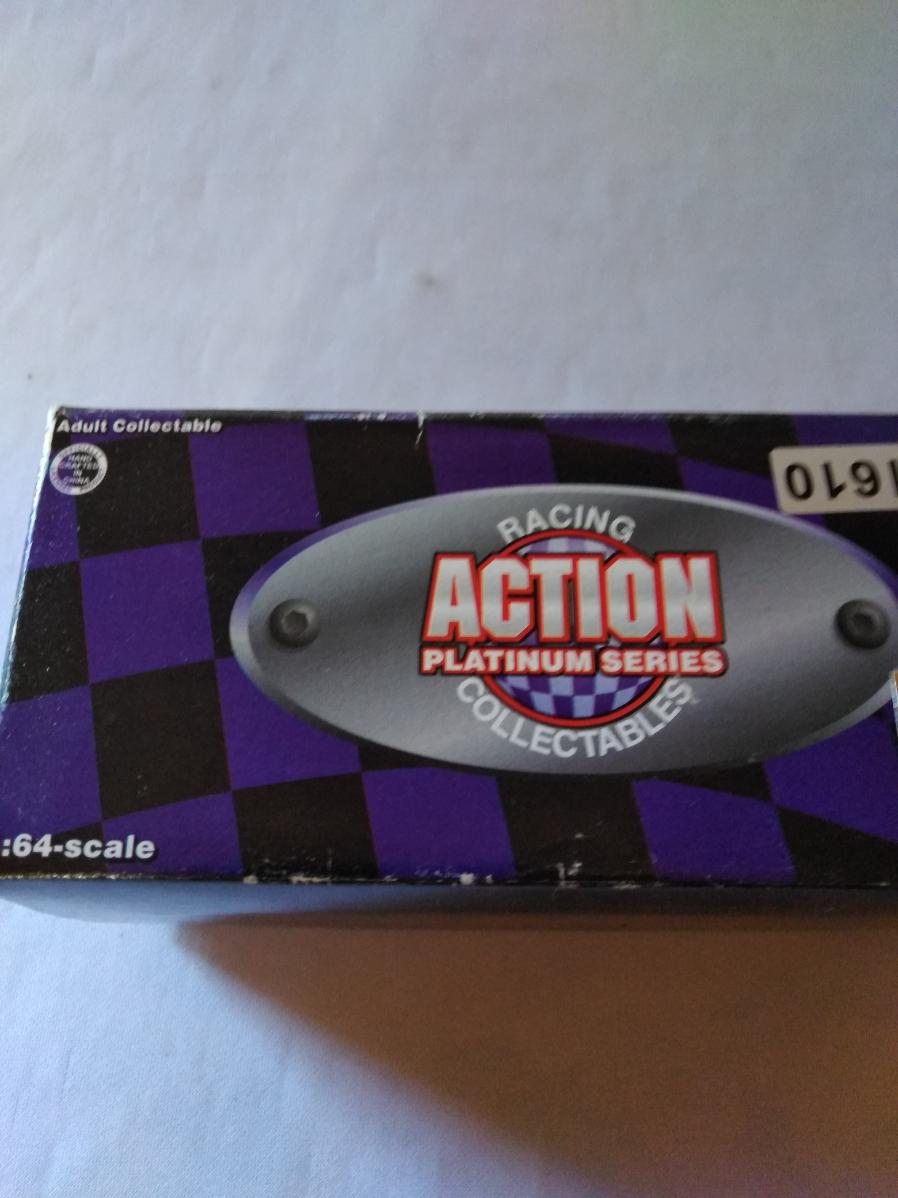 Adult Collectable
HAND
CRAFTED
IN
CHINA
1610
RACING
ACTION
PLATINUM SERIES
COLLECTABLES
:64-scale